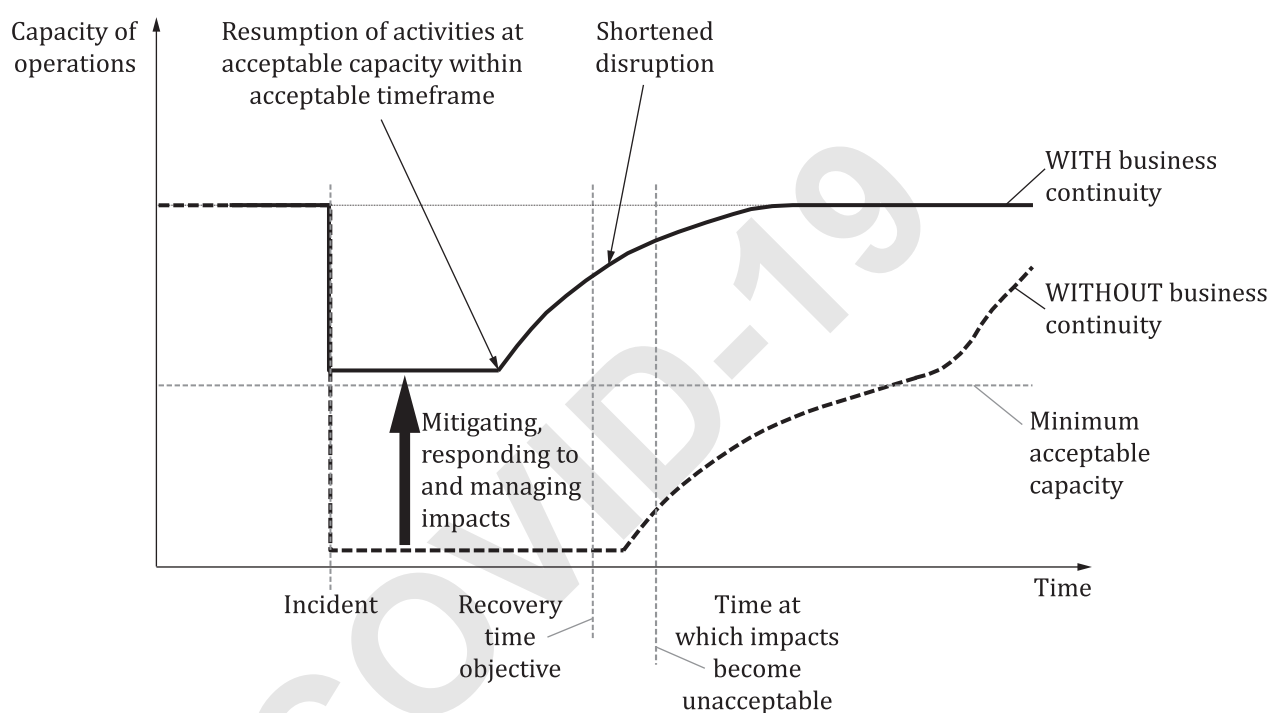 Capacity of
operations
Resumption of activities at
acceptable capacity within
acceptable timeframe
Shortened
disruption
WITH business
continuity
WITHOUT business
continuity
Minimum
acceptable
capacity
Mitigating,
responding to
and managing
impacts
Time
Incident
Recovery
time
objective
Time at
which impacts
become
unacceptable
COVID-19